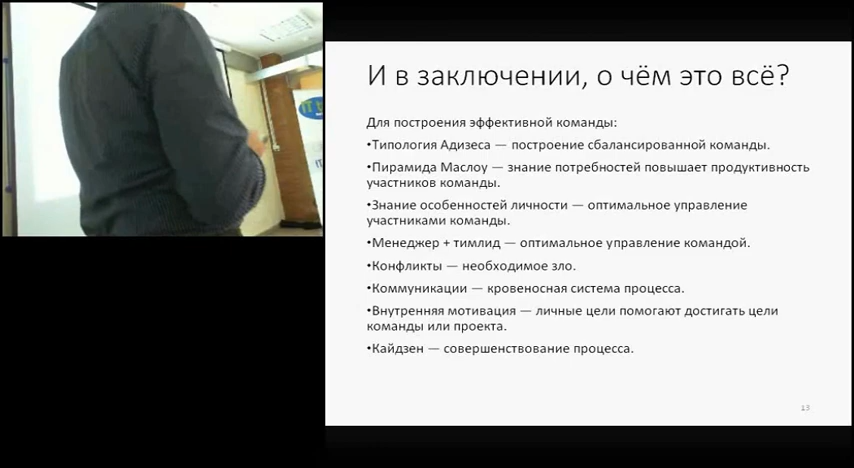 И в заключении, о чём это всё?
Для построения эффективной команды:
•Типология Адизеса — построение сбалансированной команды.
•Пирамида Маслоу — знание потребностей повышает продуктивность
участников команды.
•Знание особенностей личности — оптимальное управление
участниками команды.
•Менеджер + тимлид — оптимальное управление командой.
•Конфликты — необходимое зло.
•Коммуникации — кровеносная система процесса.
•Внутренняя мотивация — личные цели помогают достигать цели
команды или проекта.
•Кайдзен — совершенствование процесса.
13
IT